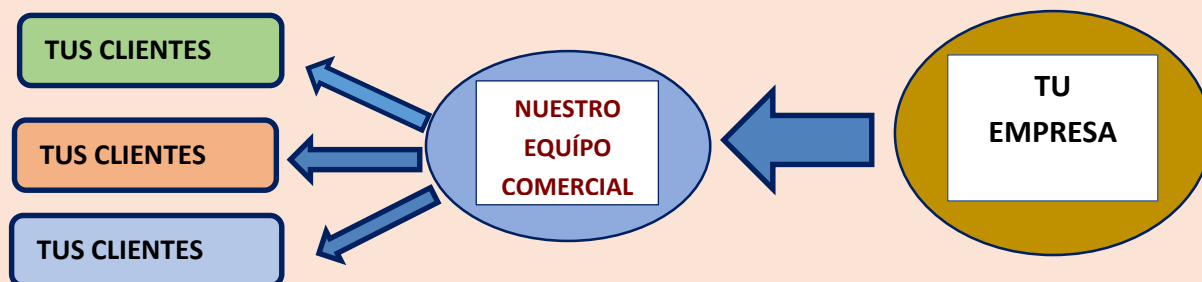 TUS CLIENTES
TUS CLIENTES
TUS CLIENTES
NUESTRO
EQUÍPO
COMERCIAL
TU
EMPRESA